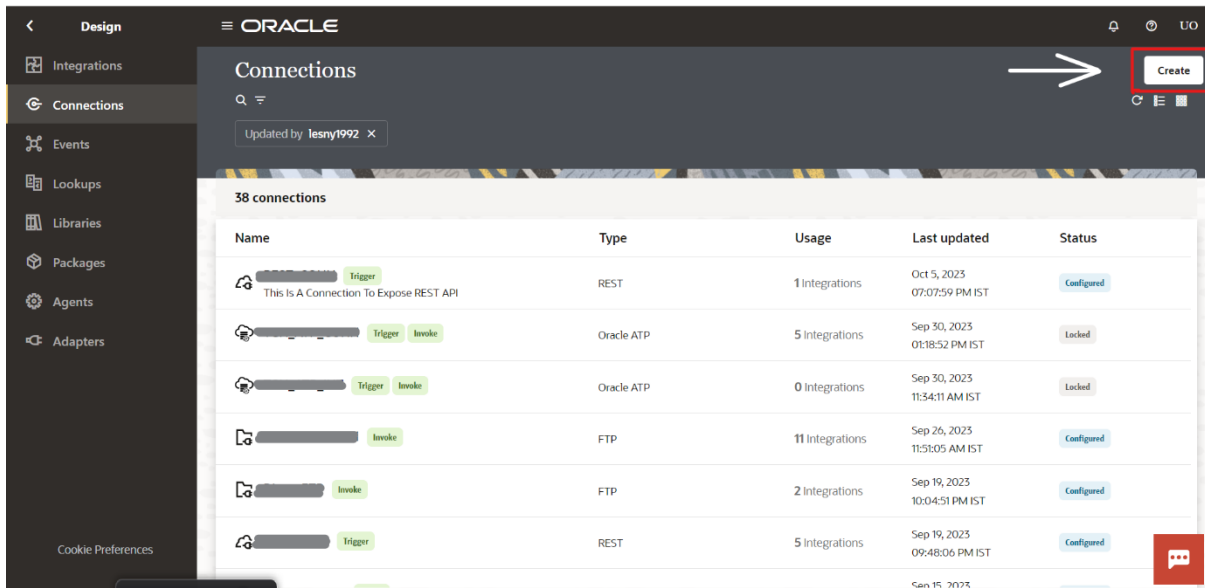 Design
ORACLE
UO
Integrations
Connections
Events
Lookups
Libraries
Packages
Agents
Adapters
Cookie Preferences
Connections
Create
Updated by lesny1992 ×
38 connections
Name Type Usage Last updated Status
Trigger
This Is A Connection To Expose REST API
REST
1 Integrations
Oct 5, 2023
07:07:59 PM IST
Configured
Trigger Invoke
Oracle ATP
5 Integrations
Sep 30, 2023
01:18:52 PM IST
Locked
Trigger Invoke
Oracle ATP
0 Integrations
Sep 30, 2023
11:34:11 AM IST
Locked
Invoke
FTP
11 Integrations
Sep 26, 2023
11:51:05 AM IST
Configured
Invoke
FTP
2 Integrations
Sep 19, 2023
10:04:51 PM IST
Configured
Trigger
REST
5 Integrations
Sep 19, 2023
09:48:06 PM IST
Configured
Sep 15, 2023